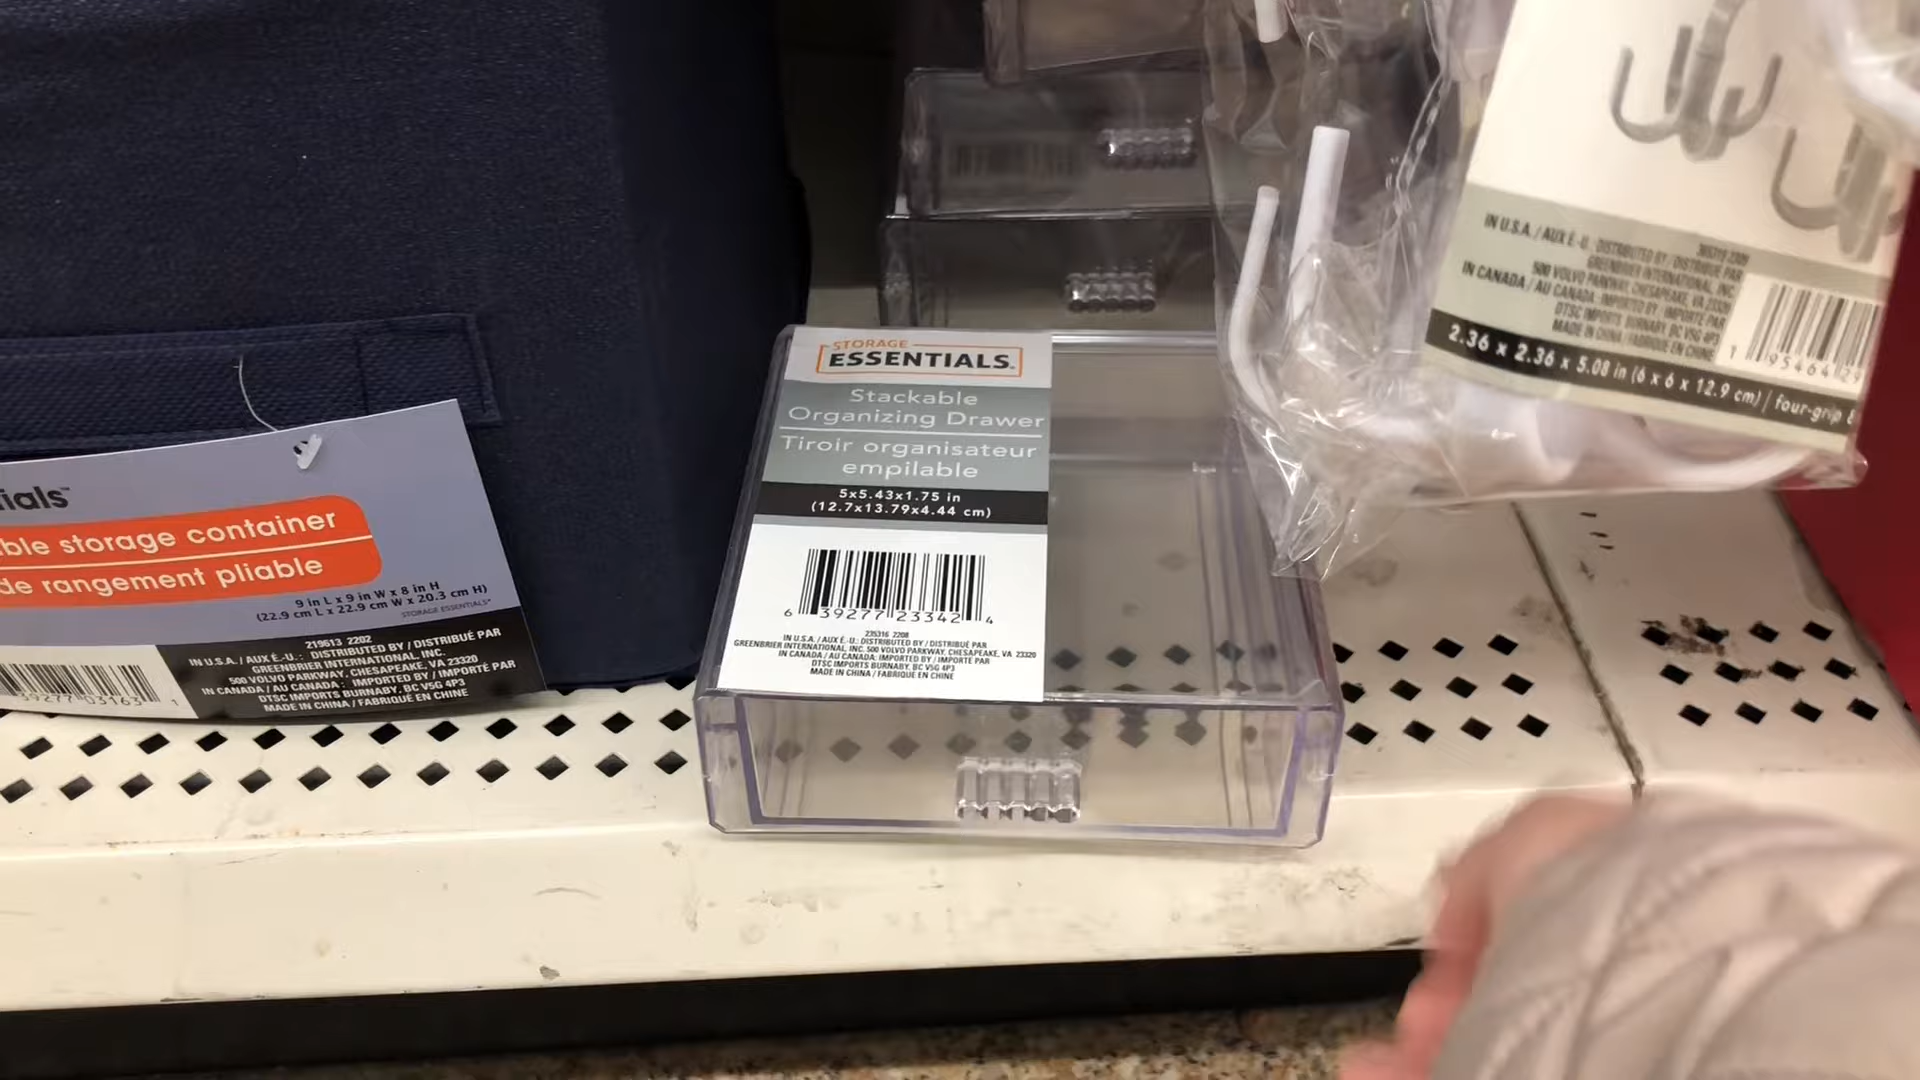 ials™
ble storage container
de rangement pliable
9 in L x 9 in W x 8 in H
(22.9 cm L x 22.9 cm W x 20.3 cm H)
STORAGE ESSENTIALS®
219613 2202
IN U.S.A. / AUX É.-U. : DISTRIBUTED BY / DISTRIBUÉ PAR
GREENBRIER INTERNATIONAL, INC.
500 VOLVO PARKWAY, CHESAPEAKE, VA 23320
IN CANADA / AU CANADA : IMPORTED BY / IMPORTÉ PAR
DTSC IMPORTS BURNABY, BC V5G 4P3
MADE IN CHINA / FABRIQUÉ EN CHINE
39277 03163 1
STORAGE
ESSENTIALS®
Stackable
Organizing Drawer
Tiroir organisateur
empilable
5x5.43x1.75 in
(12.7x13.79x4.44 cm)
6 39277 23342 4
235316 2208
IN U.S.A. / AUX É.-U.: DISTRIBUTED BY / DISTRIBUÉ PAR
GREENBRIER INTERNATIONAL, INC. 500 VOLVO PARKWAY, CHESAPEAKE, VA 23320
IN CANADA / AU CANADA: IMPORTED BY / IMPORTÉ PAR
DTSC IMPORTS BURNABY, BC V5G 4P3
MADE IN CHINA / FABRIQUÉ EN CHINE
IN U.S.A. / AUX É.-U. DISTRIBUTED BY / DISTRIBUÉ PAR
GREENBRIER INTERNATIONAL, INC.
500 VOLVO PARKWAY, CHESAPEAKE, VA 23320
IN CANADA / AU CANADA IMPORTED BY / IMPORTÉ PAR
DTSC IMPORTS BURNABY, BC V5G 4P3
MADE IN CHINA / FABRIQUÉ EN CHINE
1 95464 29
2.36 x 2.36 x 5.08 in (6 x 6 x 12.9 cm) / four-grip